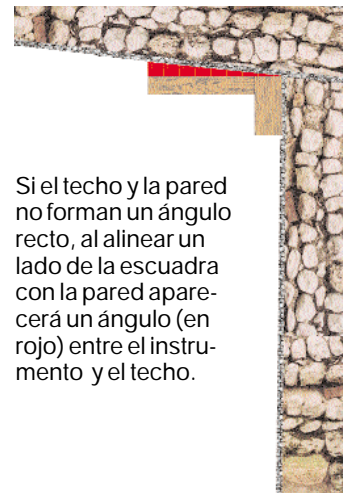 Si el techo y la pared
no forman un ángulo
recto, al alinear un
lado de la escuadra
con la pared apare-
cerá un ángulo (en
rojo) entre el instru-
mento y el techo.